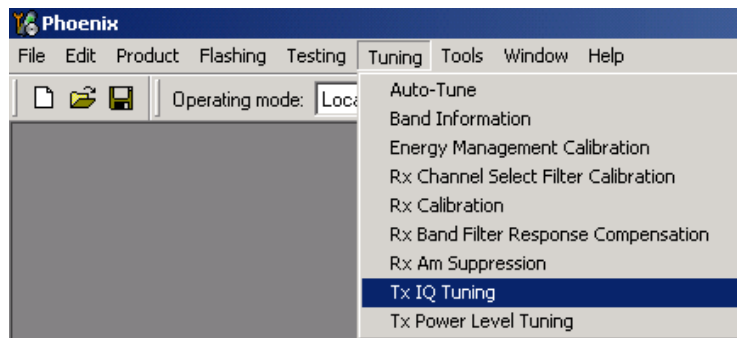 Phoenix
File Edit Product Flashing Testing Tuning Tools Window Help
Operating mode: Loca
Auto-Tune
Band Information
Energy Management Calibration
Rx Channel Select Filter Calibration
Rx Calibration
Rx Band Filter Response Compensation
Rx Am Suppression
Tx IQ Tuning
Tx Power Level Tuning